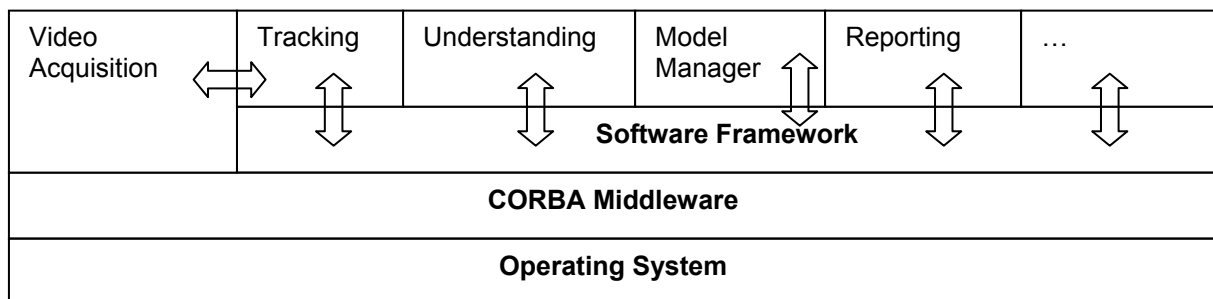 Video
Acquisition
Tracking
Understanding
Model
Manager
Reporting
…
Software Framework
CORBA Middleware
Operating System